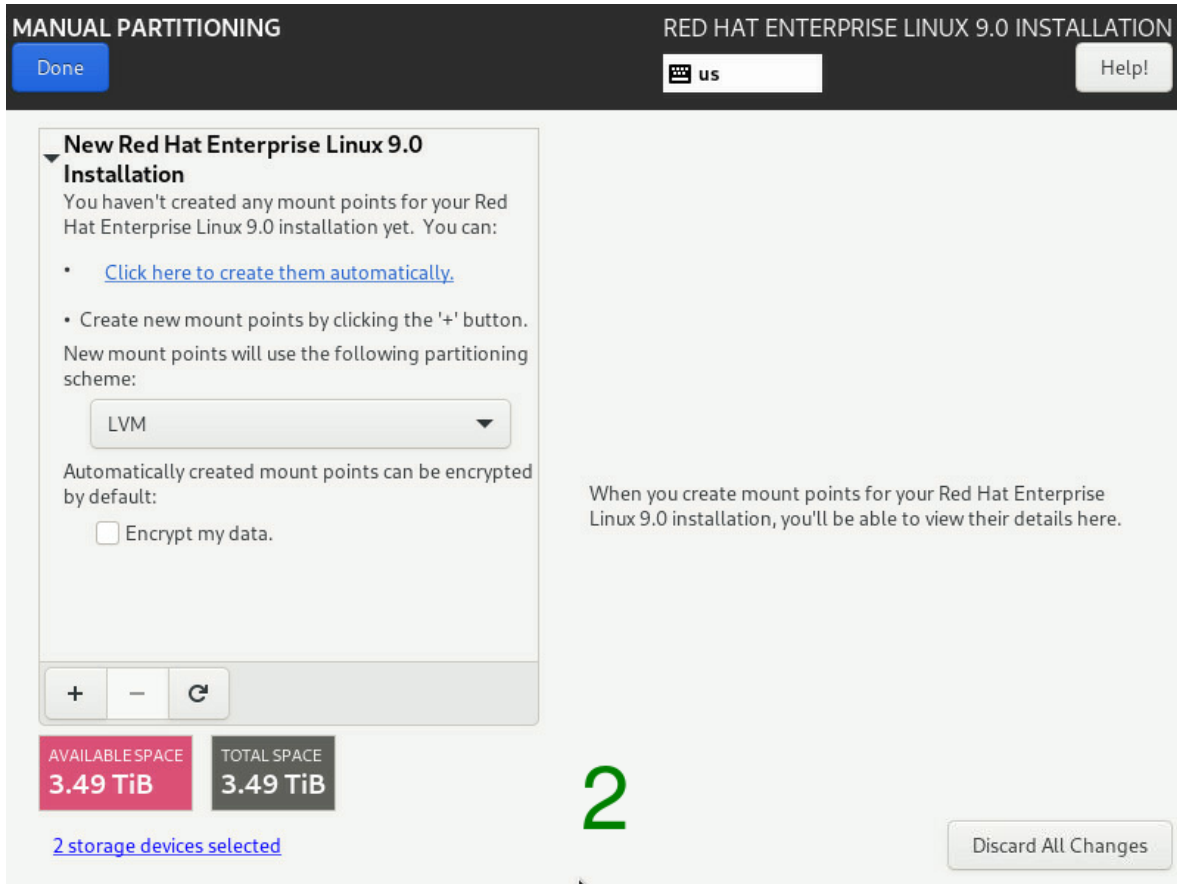 MANUAL PARTITIONING
RED HAT ENTERPRISE LINUX 9.0 INSTALLATION
Done
us
Help!
New Red Hat Enterprise Linux 9.0
Installation
You haven't created any mount points for your Red
Hat Enterprise Linux 9.0 installation yet. You can:
• Click here to create them automatically.
• Create new mount points by clicking the '+' button.
New mount points will use the following partitioning
scheme:
LVM
Automatically created mount points can be encrypted
by default:
Encrypt my data.
When you create mount points for your Red Hat Enterprise
Linux 9.0 installation, you'll be able to view their details here.
+ −
AVAILABLE SPACE
3.49 TiB
TOTAL SPACE
3.49 TiB
2
2 storage devices selected
Discard All Changes